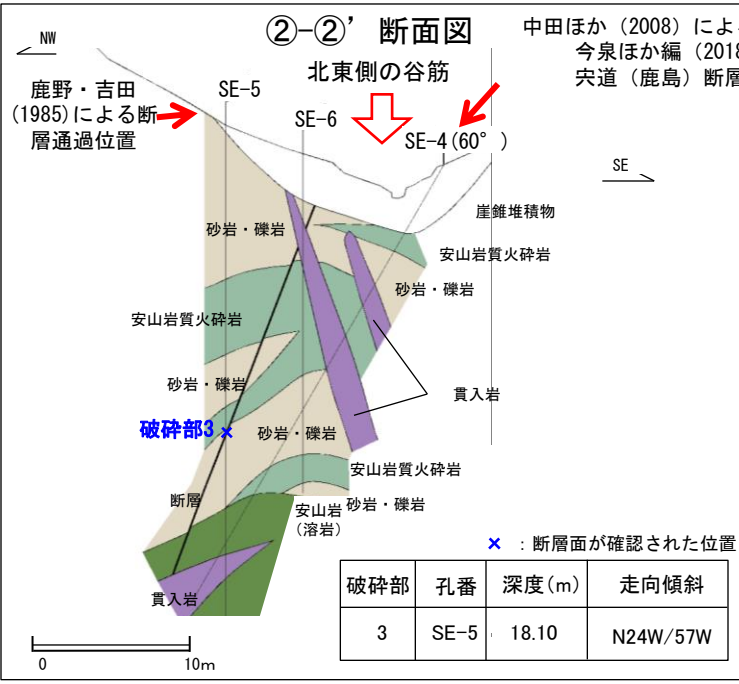 ②-②’ 断面図
中田ほか（2008）によ
今泉ほか編（2018
宍道（鹿島）断層
NW
北東側の谷筋
鹿野・吉田
(1985)による断
層通過位置
SE-5
SE-6
SE-4(60°)
SE
崖錐堆積物
砂岩・礫岩
安山岩質火砕岩
砂岩・礫岩
安山岩質火砕岩
砂岩・礫岩
貫入岩
破砕部3
砂岩・礫岩
安山岩質火砕岩
断層
安山岩
（溶岩）
砂岩・礫岩
貫入岩
× ：断層面が確認された位置
破砕部 孔番 深度(m) 走向傾斜
3 SE-5 18.10 N24W/57W
0 10m